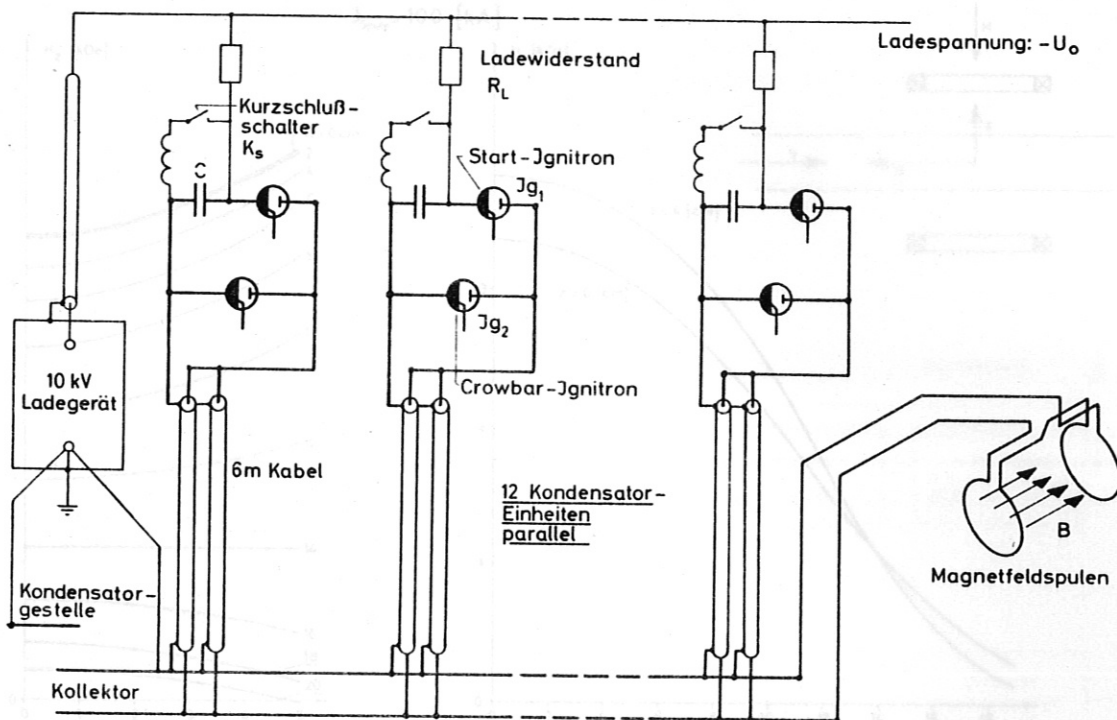 Ladespannung: -U₀
Ladewiderstand
R_L
Kurzschluß-
schalter
K_s
C
Start-Jgnitron
Jg₁
Jg₂
Crowbar-Jgnitron
10 kV
Ladegerät
6m Kabel
12 Kondensator-
Einheiten
parallel
B
Magnetfeldspulen
Kondensator-
gestelle
Kollektor